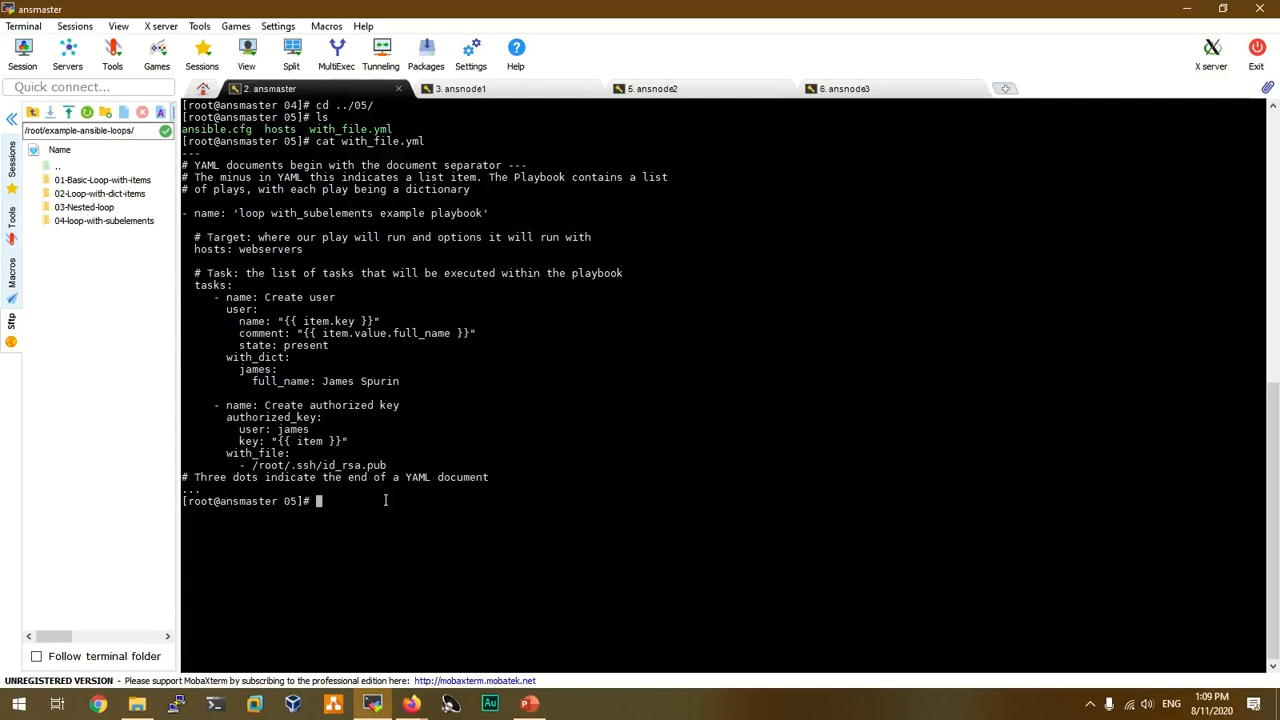 ansmaster
Terminal Sessions View X server Tools Games Settings Macros Help
Session Servers Tools Games Sessions View Split MultiExec Tunneling Packages Settings Help X server Exit
Quick connect...
2. ansmaster
3. ansnode1
5. ansnode2
6. ansnode3
/root/example-ansible-loops/
Name
..
01-Basic-Loop-with-items
02-Loop-with-dict-items
03-Nested-loop
04-loop-with-subelements
Sessions
Tools
Macros
Sftp
[root@ansmaster 04]# cd ../05/
[root@ansmaster 05]# ls
ansible.cfg hosts with_file.yml
[root@ansmaster 05]# cat with_file.yml
---
# YAML documents begin with the document separator ---
# The minus in YAML this indicates a list item. The Playbook contains a list
# of plays, with each play being a dictionary
- name: 'loop with_subelements example playbook'
# Target: where our play will run and options it will run with
hosts: webservers
# Task: the list of tasks that will be executed within the playbook
tasks:
- name: Create user
user:
name: "{{ item.key }}"
comment: "{{ item.value.full_name }}"
state: present
with_dict:
james:
full_name: James Spurin
- name: Create authorized key
authorized_key:
user: james
key: "{{ item }}"
with_file:
- /root/.ssh/id_rsa.pub
# Three dots indicate the end of a YAML document
...
[root@ansmaster 05]#
Follow terminal folder
UNREGISTERED VERSION - Please support MobaXterm by subscribing to the professional edition here: http://mobaxterm.mobatek.net
ENG
1:09 PM
8/11/2020